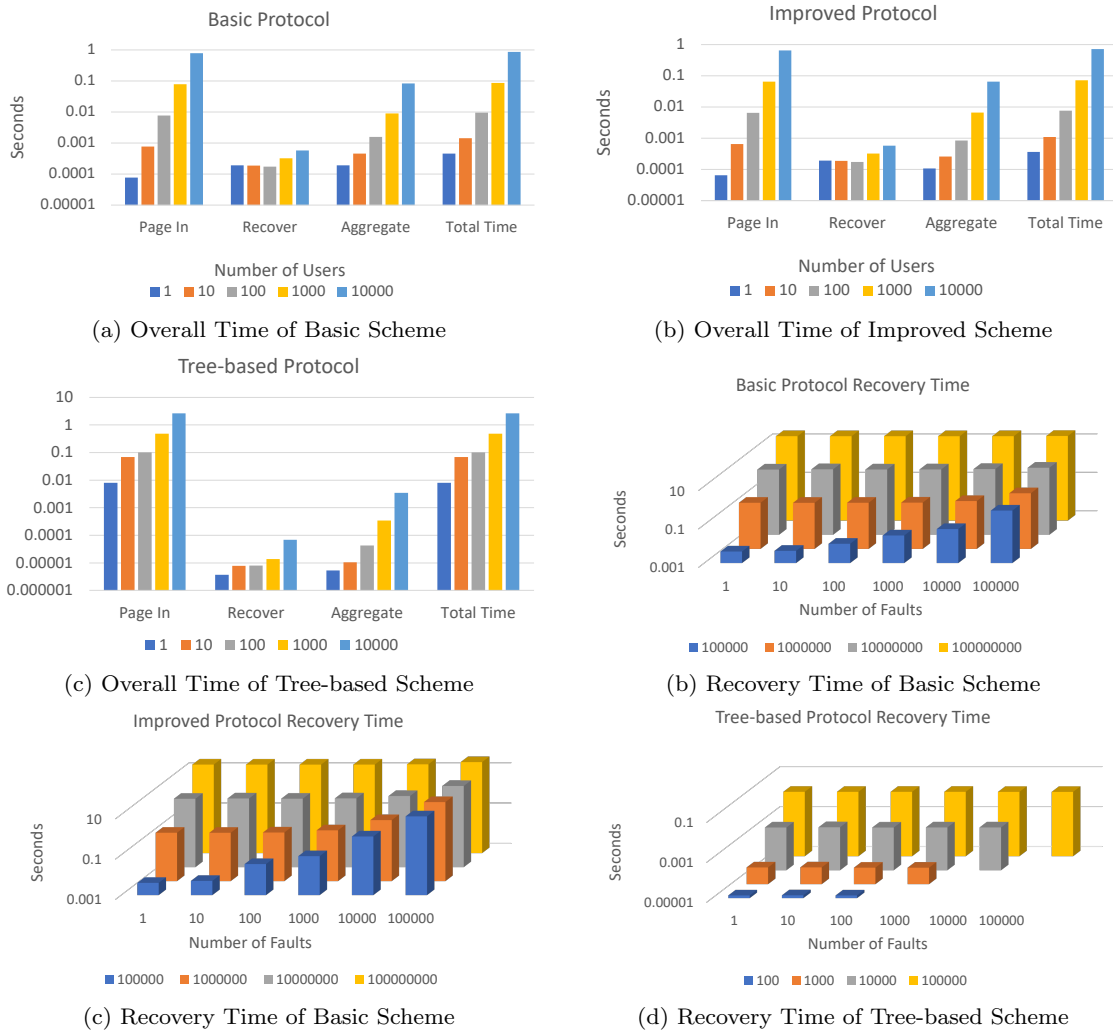 Basic Protocol
1
0.1
0.01
0.001
0.0001
0.00001
Seconds
Page In Recover Aggregate Total Time
Number of Users
1 10 100 1000 10000
(a) Overall Time of Basic Scheme
Improved Protocol
1
0.1
0.01
0.001
0.0001
0.00001
Seconds
Page In Recover Aggregate Total Time
Number of Users
1 10 100 1000 10000
(b) Overall Time of Improved Scheme
Tree-based Protocol
10
1
0.1
0.01
0.001
0.0001
0.00001
0.000001
Page In Recover Aggregate Total Time
1 10 100 1000 10000
(c) Overall Time of Tree-based Scheme
Basic Protocol Recovery Time
10
0.1
0.001
Seconds
1 10 100 1000 10000 100000
Number of Faults
100000 1000000 10000000 100000000
(b) Recovery Time of Basic Scheme
Improved Protocol Recovery Time
10
0.1
0.001
Seconds
1 10 100 1000 10000 100000
Number of Faults
100000 1000000 10000000 100000000
(c) Recovery Time of Basic Scheme
Tree-based Protocol Recovery Time
0.1
0.001
0.00001
Seconds
1 10 100 1000 10000 100000
Number of Faults
100 1000 10000 100000
(d) Recovery Time of Tree-based Scheme